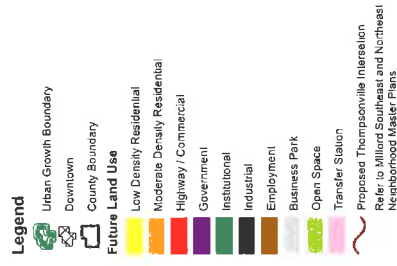 Legend
Urban Growth Boundary
Downtown
County Boundary
Future Land Use
Low Density Residential
Moderate Density Residential
Highway / Commercial
Government
Institutional
Industrial
Employment
Business Park
Open Space
Transfer Station
Proposed Thompsonville Intersetion
Refer to Milford Southeast and Northeast
Neighborhood Master Plans